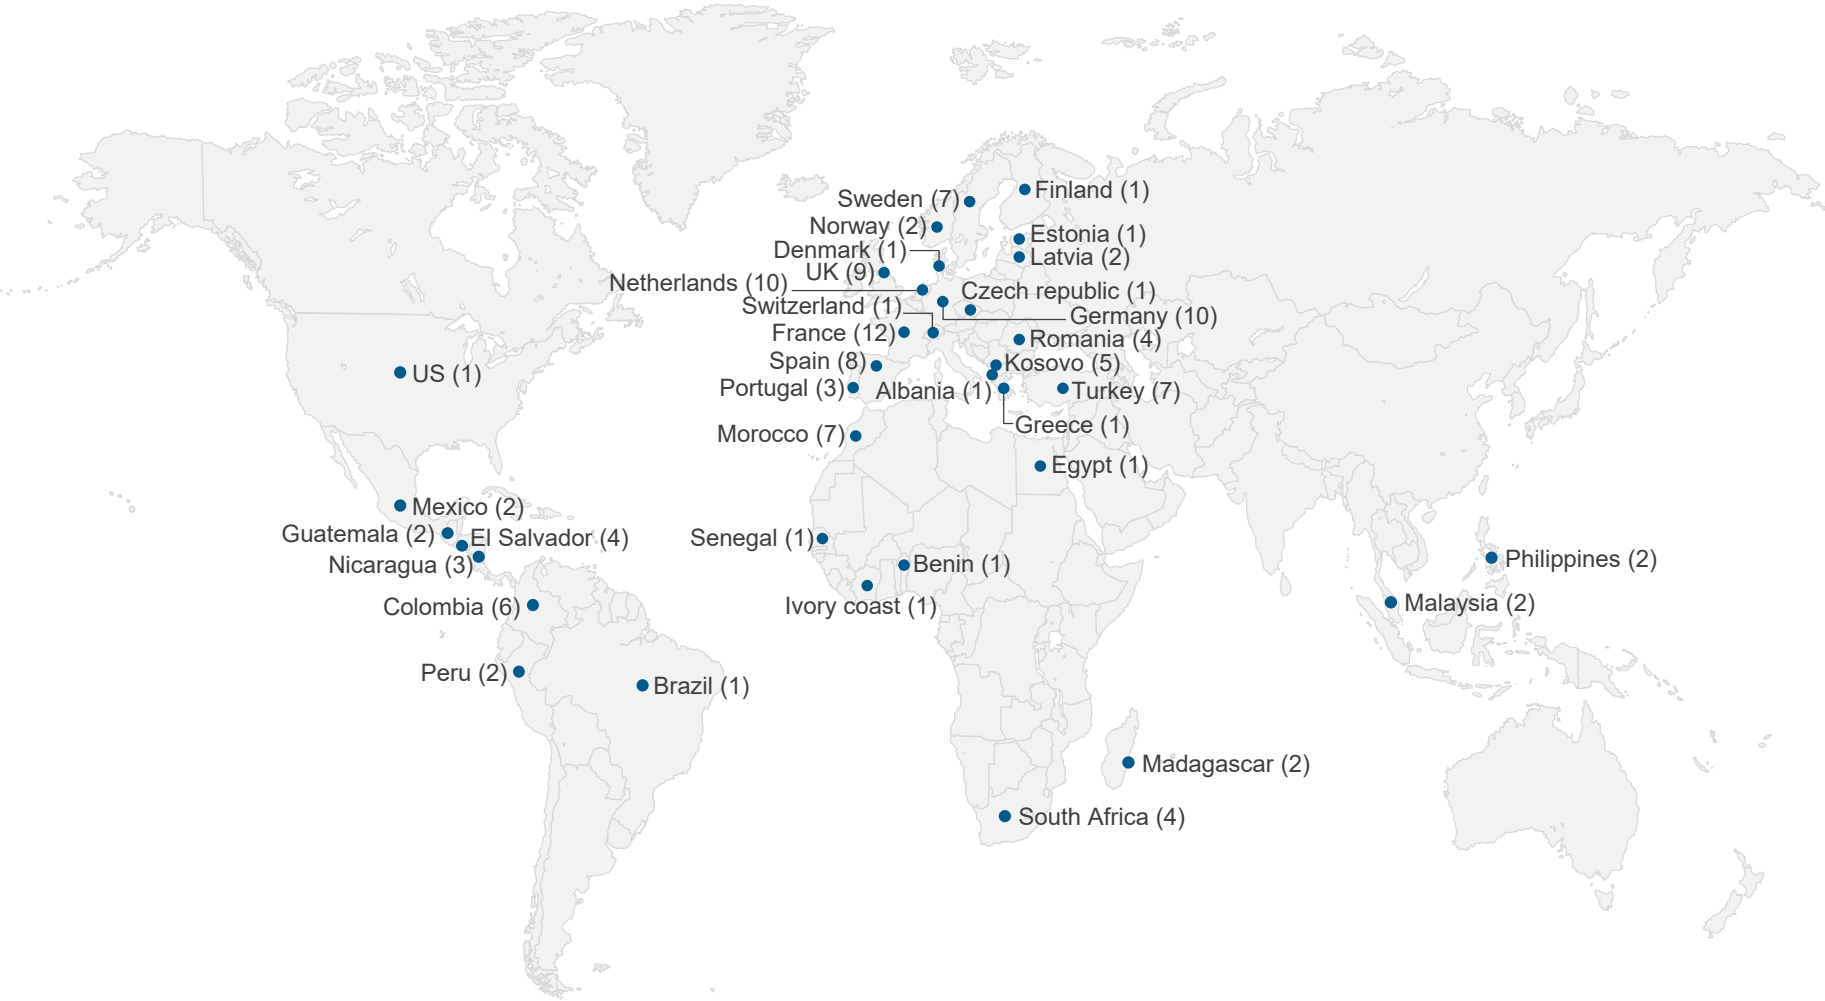 Finland (1)
Sweden (7)
Norway (2)
Estonia (1)
Denmark (1)
Latvia (2)
UK (9)
Netherlands (10)
Czech republic (1)
Switzerland (1)
Germany (10)
France (12)
Romania (4)
Spain (8)
Kosovo (5)
US (1)
Portugal (3)
Albania (1)
Turkey (7)
Greece (1)
Morocco (7)
Egypt (1)
Mexico (2)
Guatemala (2)
El Salvador (4)
Senegal (1)
Nicaragua (3)
Benin (1)
Philippines (2)
Colombia (6)
Ivory coast (1)
Malaysia (2)
Peru (2)
Brazil (1)
Madagascar (2)
South Africa (4)